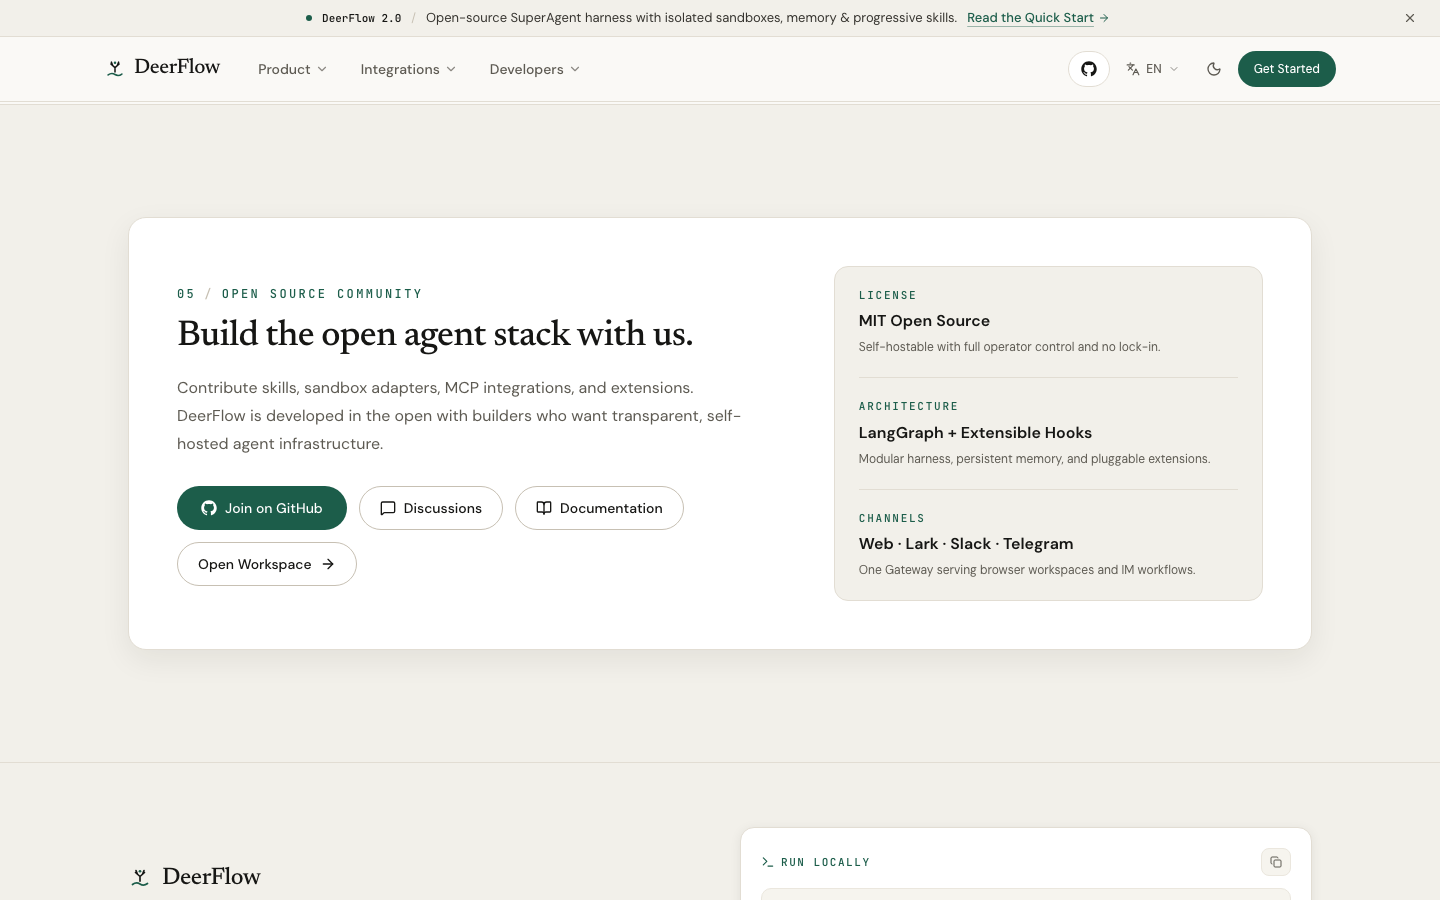 DeerFlow 2.0 / Open-source SuperAgent harness with isolated sandboxes, memory & progressive skills. Read the Quick Start →
DeerFlow Product Integrations Developers EN Get Started
05 / OPEN SOURCE COMMUNITY
Build the open agent stack with us.
Contribute skills, sandbox adapters, MCP integrations, and extensions.
DeerFlow is developed in the open with builders who want transparent, self-
hosted agent infrastructure.
Join on GitHub Discussions Documentation
Open Workspace →
LICENSE
MIT Open Source
Self-hostable with full operator control and no lock-in.
ARCHITECTURE
LangGraph + Extensible Hooks
Modular harness, persistent memory, and pluggable extensions.
CHANNELS
Web · Lark · Slack · Telegram
One Gateway serving browser workspaces and IM workflows.
DeerFlow
RUN LOCALLY